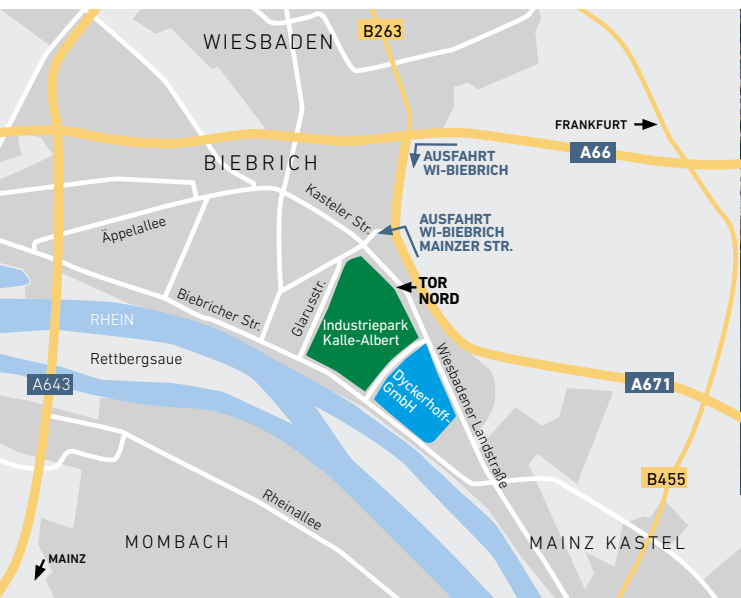 B263
WIESBADEN
FRANKFURT
A66
AUSFAHRT
WI-BIEBRICH
BIEBRICH
Kasteler Str.
AUSFAHRT
WI-BIEBRICH
MAINZER STR.
Äppelallee
TOR
NORD
Biebricher Str.
Glarusstr.
RHEIN
Industriepark
Kalle-Albert
Rettbergsaue
Wiesbadener Landstraße
A643
Dyckerhoff-
GmbH
A671
B455
Rheinallee
MOMBACH
MAINZ KASTEL
MAINZ